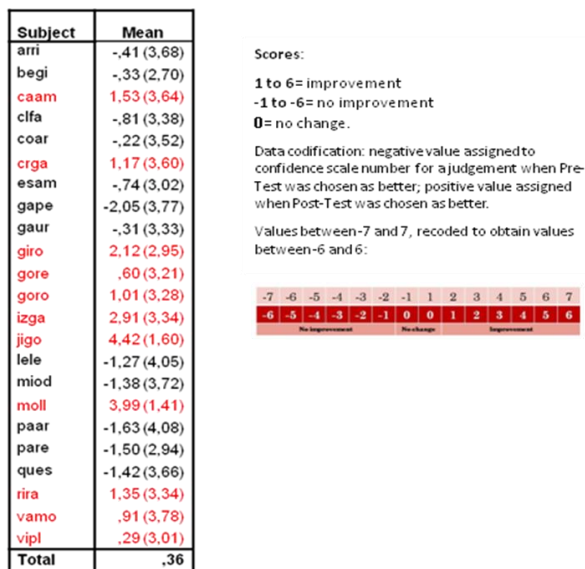 Subject Mean
arri -,41 (3,68)
begi -,33 (2,70)
caam 1,53 (3,64)
clfa -,81 (3,38)
coar -,22 (3,52)
crga 1,17 (3,60)
esam -,74 (3,02)
gape -2,05 (3,77)
gaur -,31 (3,33)
giro 2,12 (2,95)
gore ,60 (3,21)
goro 1,01 (3,28)
izga 2,91 (3,34)
jigo 4,42 (1,60)
lele -1,27 (4,05)
miod -1,38 (3,72)
moll 3,99 (1,41)
paar -1,63 (4,08)
pare -1,50 (2,94)
ques -1,42 (3,66)
rira 1,35 (3,34)
vamo ,91 (3,78)
vipl ,29 (3,01)
Total ,36
Scores:
1 to 6= improvement
-1 to -6= no improvement
0= no change.
Data codification: negative value assigned to
confidence scale number for a judgement when Pre-
Test was chosen as better; positive value assigned
when Post-Test was chosen as better.
Values between -7 and 7, recoded to obtain values
between -6 and 6:
-7 -6 -5 -4 -3 -2 -1 1 2 3 4 5 6 7
-6 -5 -4 -3 -2 -1 0 0 1 2 3 4 5 6
No improvement No change Improvement